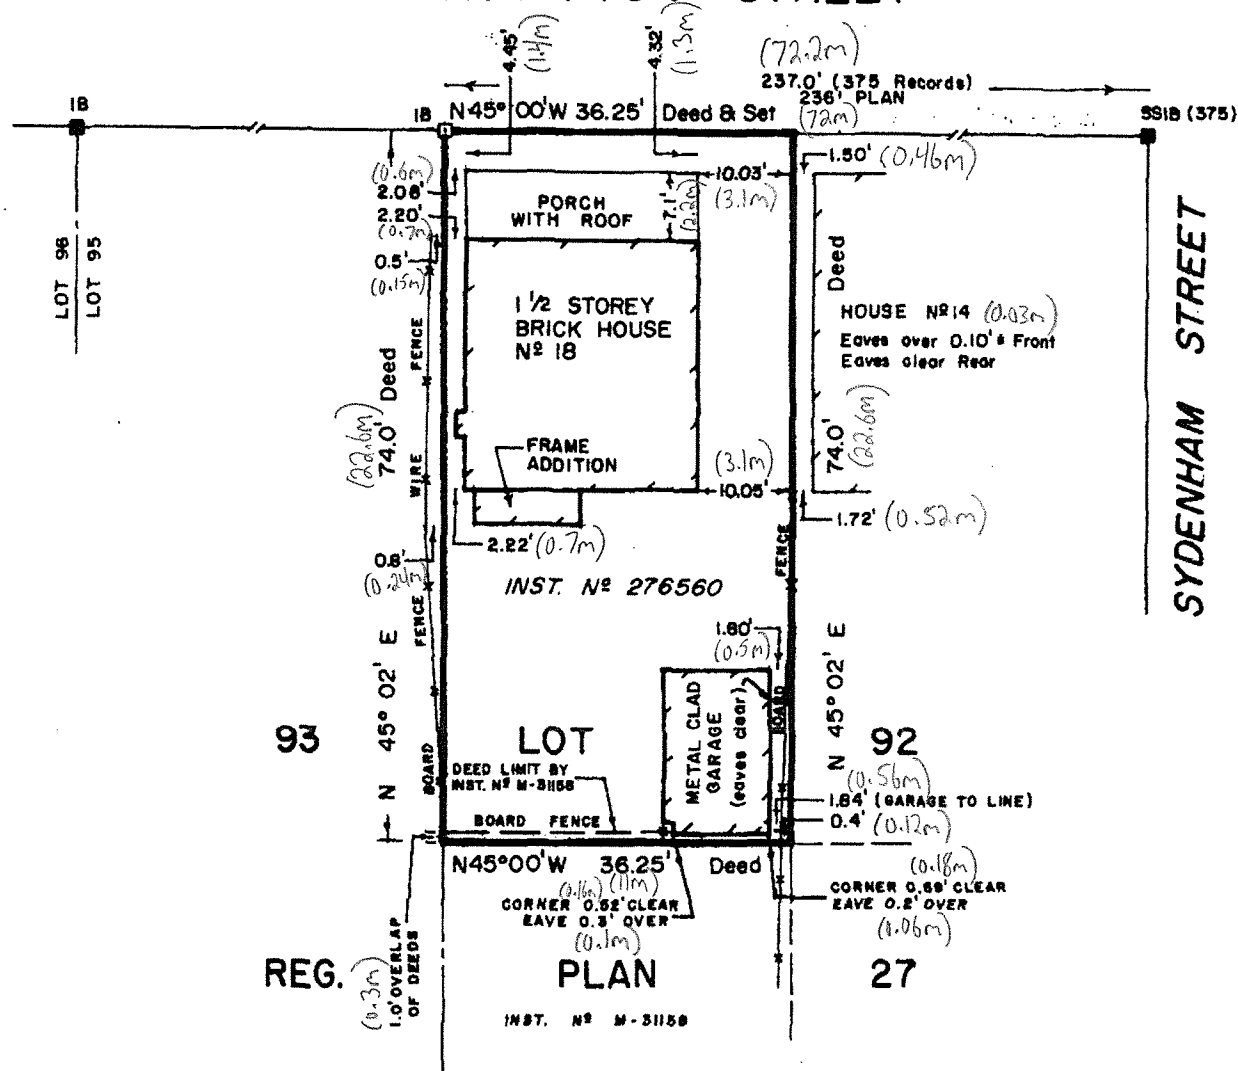 4.45'
(1.4m)
4.32'
(1.3m)
(72.2m)
237.0' (375 Records)
236' PLAN
(72m)
IB
IB
N45° 00'W 36.25' Deed & Set
SSIB (375)
(0.6m)
2.08'
2.20'
(0.7m)
0.5'
(0.15m)
PORCH
WITH ROOF
7.1'
(2.2m)
10.03'
(3.1m)
1.50' (0.46m)
LOT 96
LOT 95
1 1/2 STOREY
BRICK HOUSE
Nº 18
HOUSE Nº 14 (0.03m)
Eaves over 0.10' ± Front
Eaves clear Rear
74.0' Deed
(22.6m)
WIRE FENCE
74.0' Deed
(22.6m)
SYDENHAM STREET
FRAME
ADDITION
(3.1m)
10.05'
2.22' (0.7m)
1.72' (0.52m)
0.8'
(0.24m)
INST. Nº 276560
FENCE
BOARD FENCE
1.80'
(0.5m)
N 45° 02' E
N 45° 02' E
METAL CLAD
GARAGE
(eaves clear)
BOARD
93
LOT
92
DEED LIMIT BY
INST. Nº M-31158
(0.56m)
1.84' (GARAGE TO LINE)
0.4' (0.12m)
BOARD FENCE
N45°00'W 36.25' Deed
(0.16m) (11m)
CORNER 0.52' CLEAR
EAVE 0.3' OVER
(0.1m)
(0.18m)
CORNER 0.59' CLEAR
EAVE 0.2' OVER
(0.06m)
1.0' OVERLAP
OF DEEDS
(0.3m)
REG. PLAN 27
INST. Nº M-31158